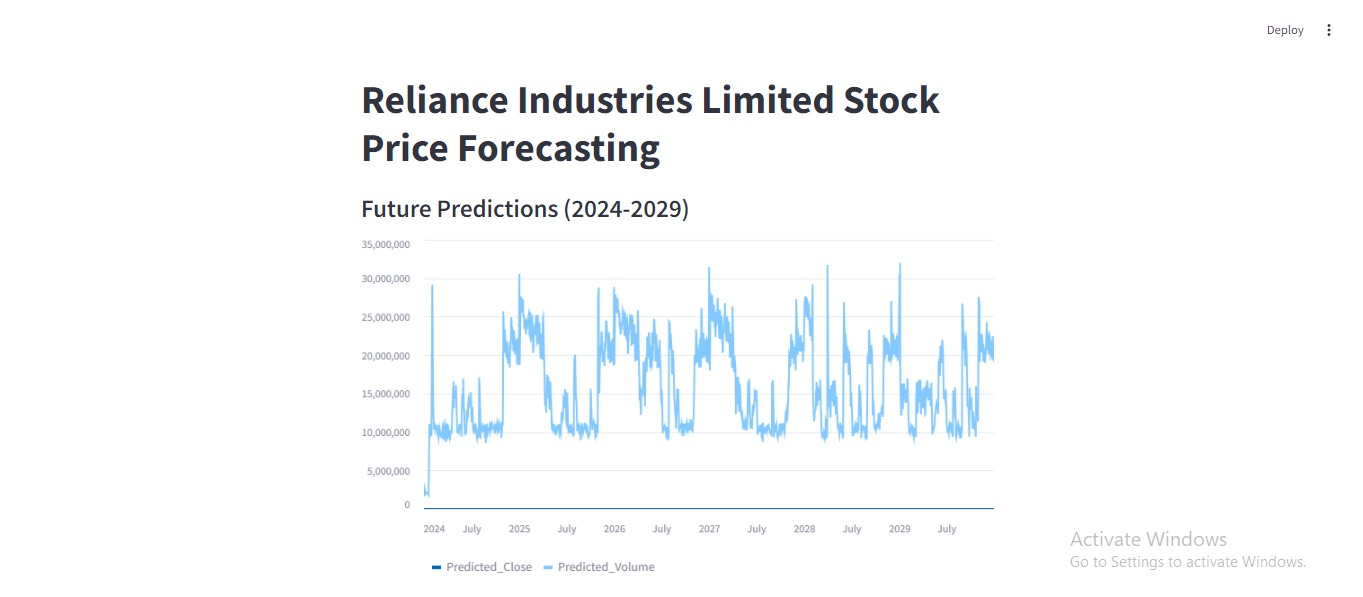 Deploy
Reliance Industries Limited Stock
Price Forecasting
Future Predictions (2024-2029)
35,000,000
30,000,000
25,000,000
20,000,000
15,000,000
10,000,000
5,000,000
0
2024 July 2025 July 2026 July 2027 July 2028 July 2029 July
Predicted_Close Predicted_Volume
Activate Windows
Go to Settings to activate Windows.